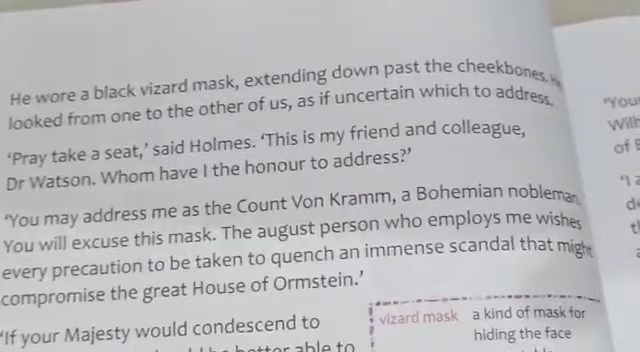 He wore a black vizard mask, extending down past the cheekbones.
looked from one to the other of us, as if uncertain which to address.
‘Pray take a seat,’ said Holmes. ‘This is my friend and colleague,
Dr Watson. Whom have I the honour to address?’
‘You may address me as the Count Von Kramm, a Bohemian nobleman.
You will excuse this mask. The august person who employs me wishes
every precaution to be taken to quench an immense scandal that might
compromise the great House of Ormstein.’
‘If your Majesty would condescend to
better able to
vizard mask a kind of mask for
hiding the face
of